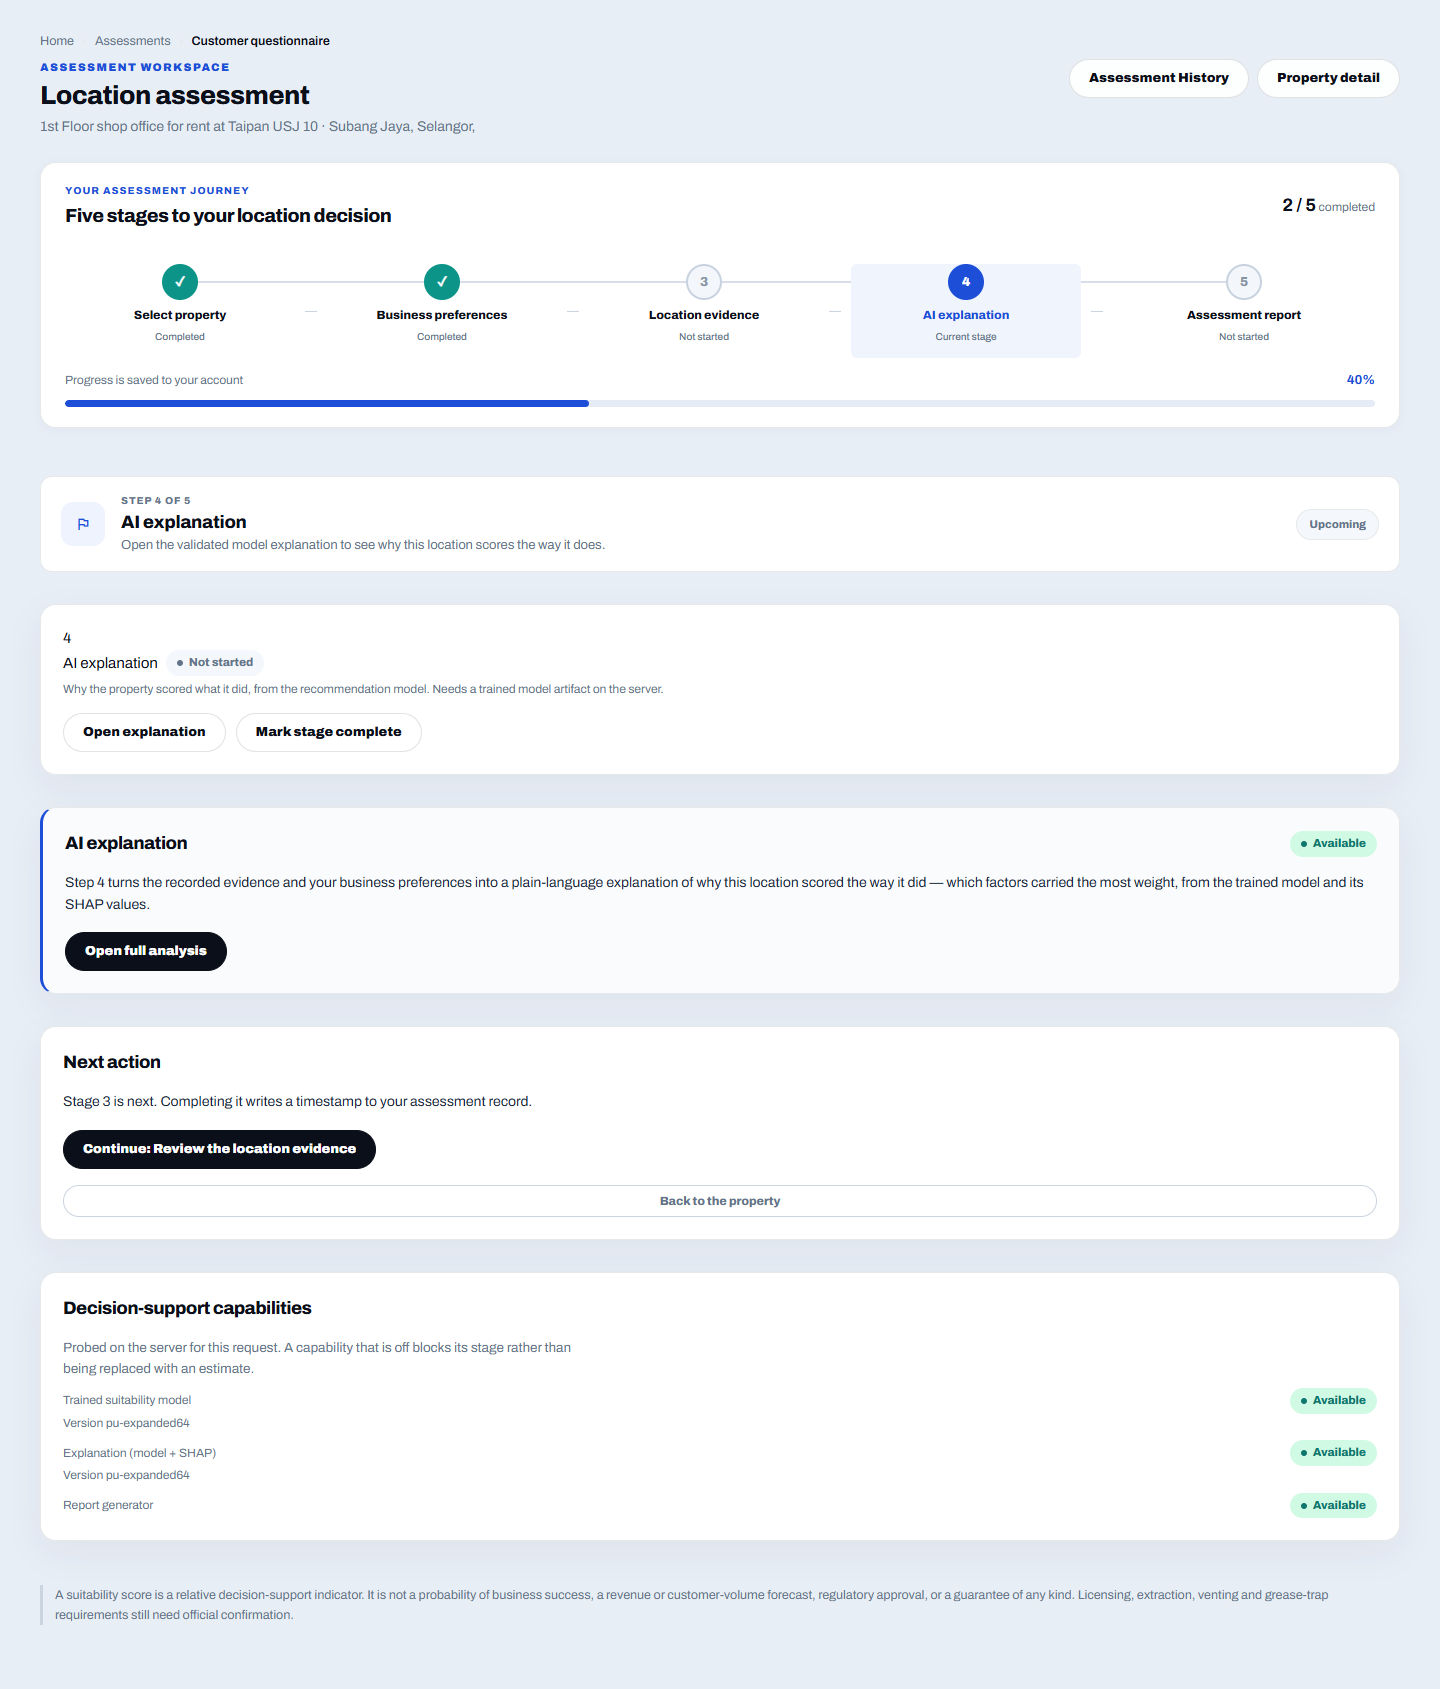 Home Assessments Customer questionnaire
ASSESSMENT WORKSPACE
Location assessment
1st Floor shop office for rent at Taipan USJ 10 · Subang Jaya, Selangor,
Assessment History
Property detail
YOUR ASSESSMENT JOURNEY
Five stages to your location decision
2 / 5 completed
✓
Select property
Completed
—
✓
Business preferences
Completed
—
3
Location evidence
Not started
—
4
AI explanation
Current stage
—
5
Assessment report
Not started
Progress is saved to your account
40%
STEP 4 OF 5
AI explanation
Open the validated model explanation to see why this location scores the way it does.
Upcoming
4
AI explanation
Not started
Why the property scored what it did, from the recommendation model. Needs a trained model artifact on the server.
Open explanation
Mark stage complete
AI explanation
Available
Step 4 turns the recorded evidence and your business preferences into a plain-language explanation of why this location scored the way it did — which factors carried the most weight, from the trained model and its
SHAP values.
Open full analysis
Next action
Stage 3 is next. Completing it writes a timestamp to your assessment record.
Continue: Review the location evidence
Back to the property
Decision-support capabilities
Probed on the server for this request. A capability that is off blocks its stage rather than
being replaced with an estimate.
Trained suitability model
Version pu-expanded64
Available
Explanation (model + SHAP)
Version pu-expanded64
Available
Report generator
Available
A suitability score is a relative decision-support indicator. It is not a probability of business success, a revenue or customer-volume forecast, regulatory approval, or a guarantee of any kind. Licensing, extraction, venting and grease-trap
requirements still need official confirmation.